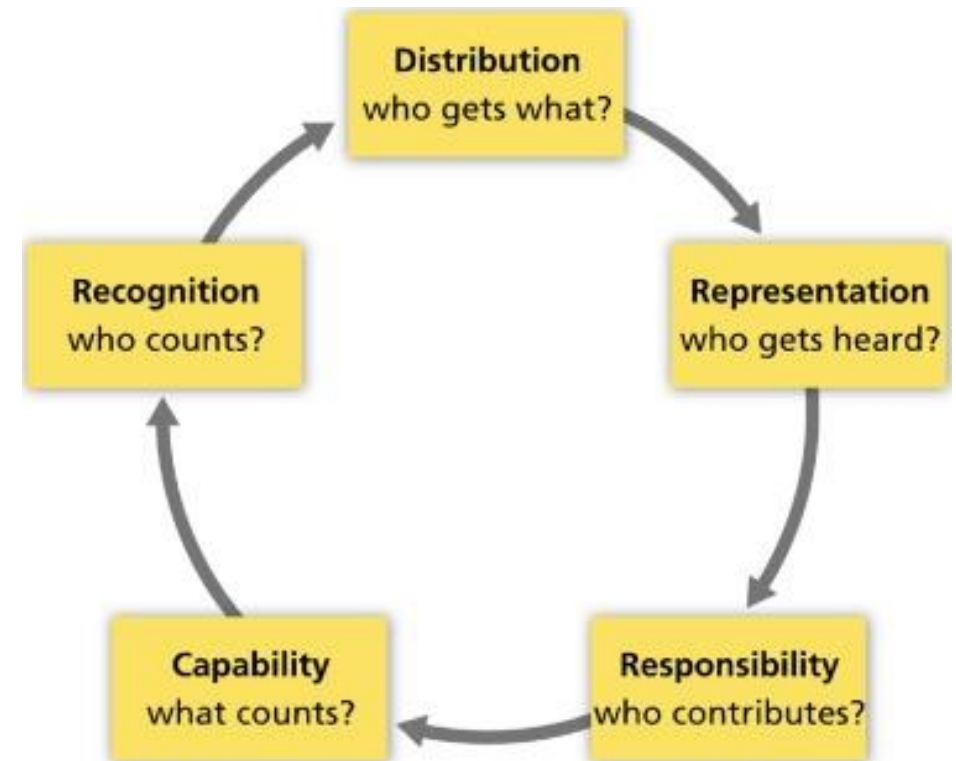 Distribution
who gets what?
Representation
who gets heard?
Responsibility
who contributes?
Capability
what counts?
Recognition
who counts?